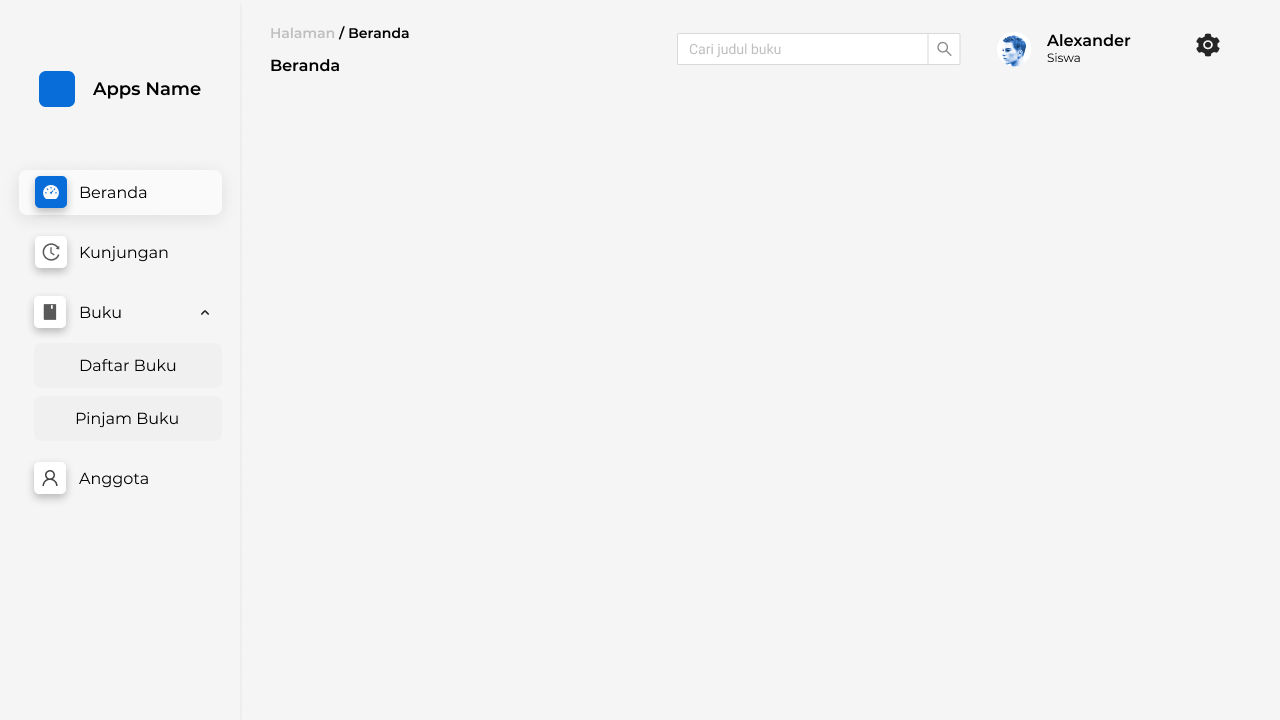 Halaman / Beranda
Beranda
Cari judul buku
Alexander
Siswa
Apps Name
Beranda
Kunjungan
Buku
Daftar Buku
Pinjam Buku
Anggota